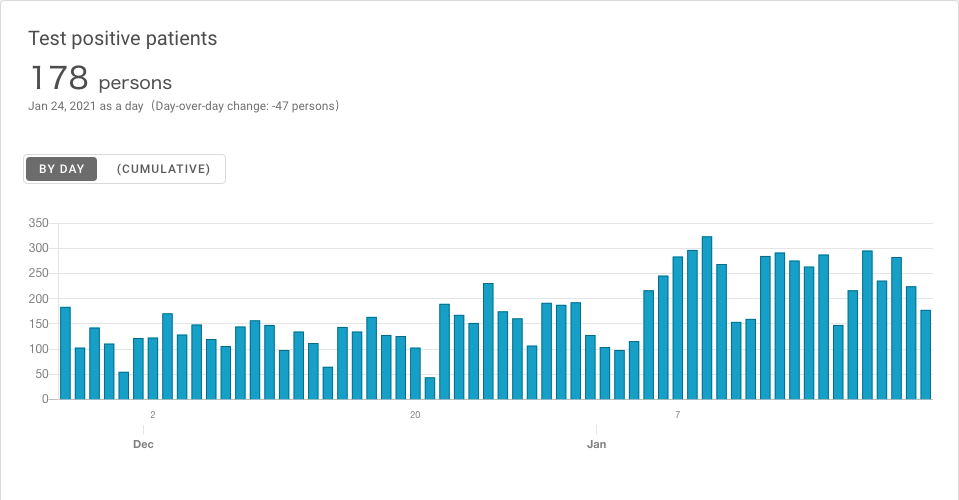 Test positive patients
178 persons
Jan 24, 2021 as a day（Day-over-day change: -47 persons）
BY DAY (CUMULATIVE)
350
300
250
200
150
100
50
0
2 20 7
Dec Jan